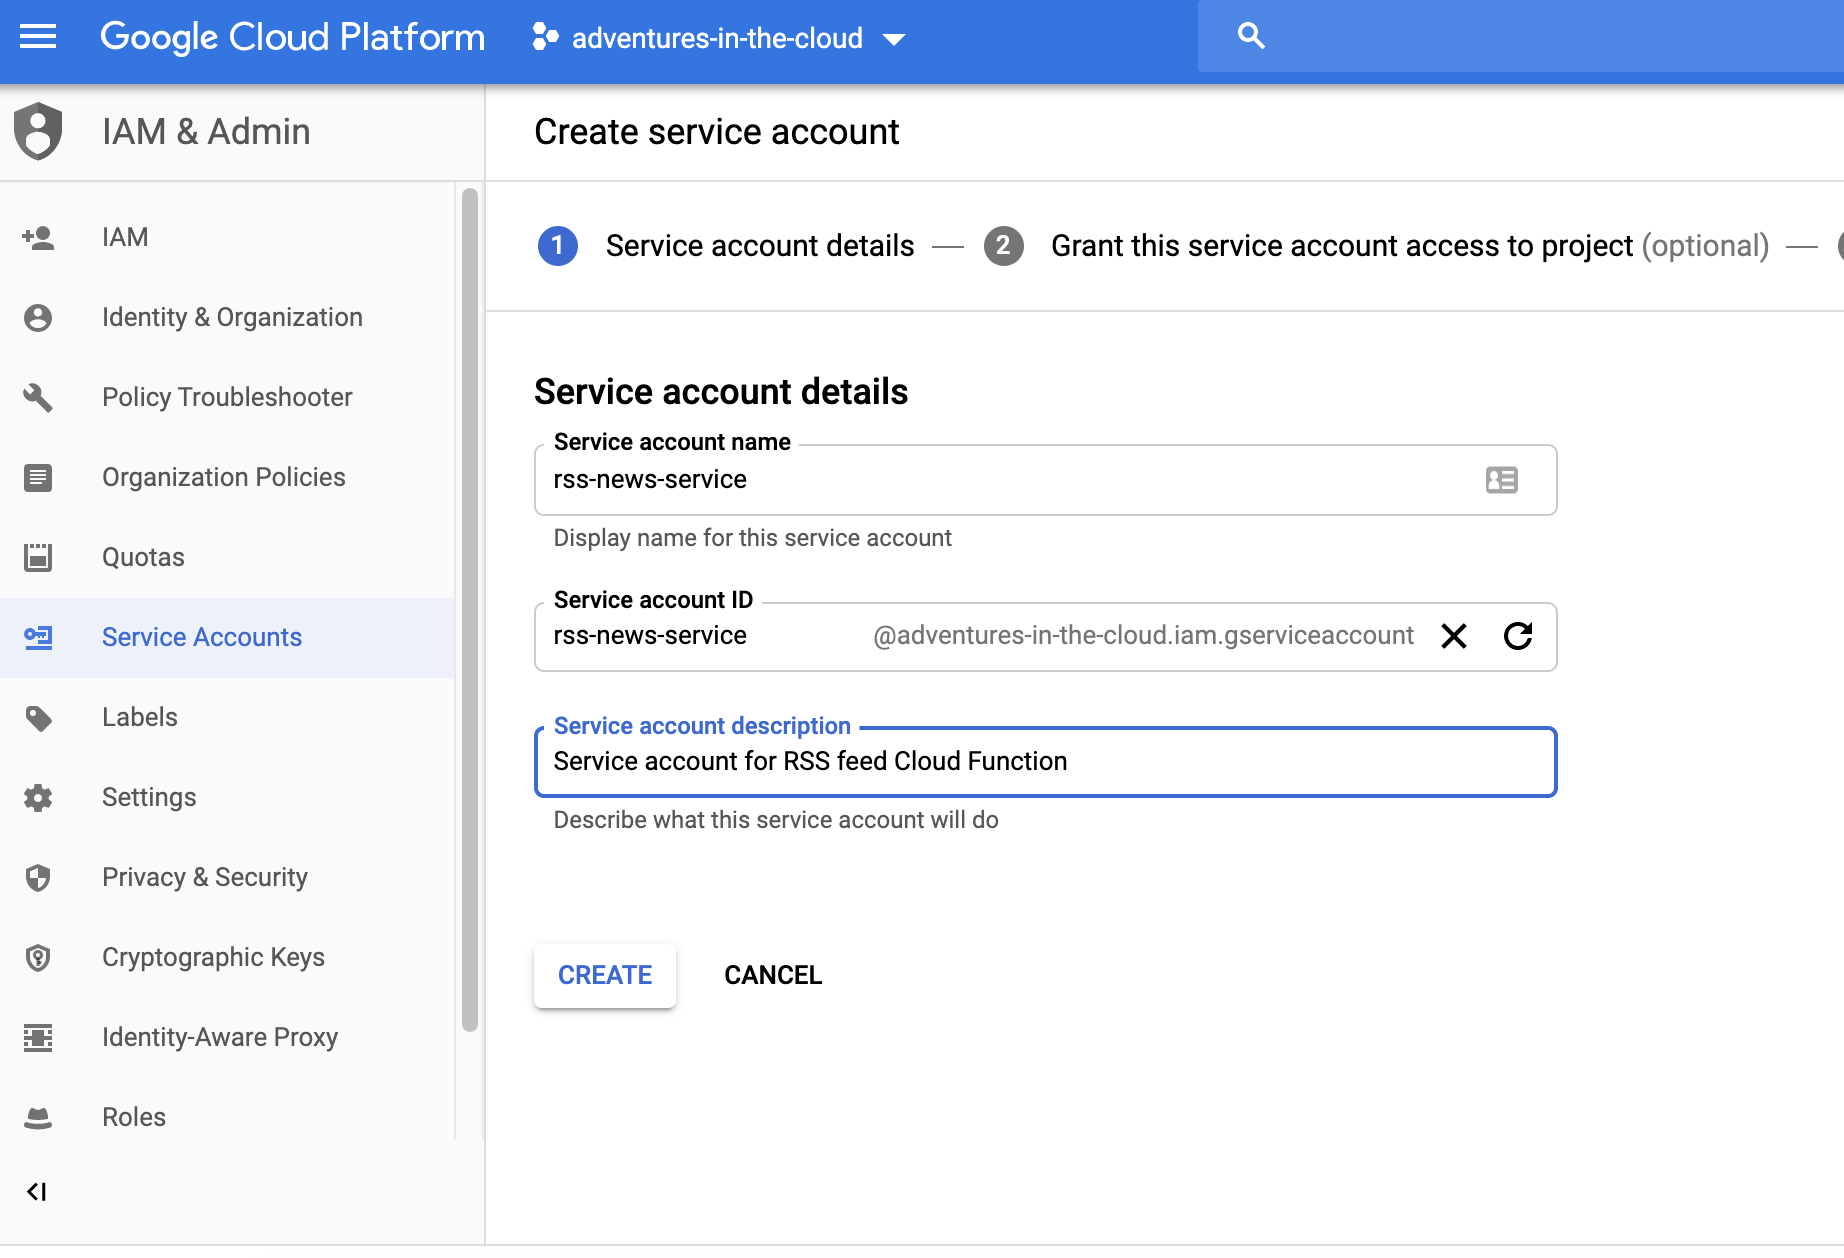 Google Cloud Platform
adventures-in-the-cloud
IAM & Admin
Create service account
IAM
Identity & Organization
Policy Troubleshooter
Organization Policies
Quotas
Service Accounts
Labels
Settings
Privacy & Security
Cryptographic Keys
Identity-Aware Proxy
Roles
1 Service account details — 2 Grant this service account access to project (optional) —
Service account details
Service account name
rss-news-service
Display name for this service account
Service account ID
rss-news-service @adventures-in-the-cloud.iam.gserviceaccount
Service account description
Service account for RSS feed Cloud Function
Describe what this service account will do
CREATE CANCEL